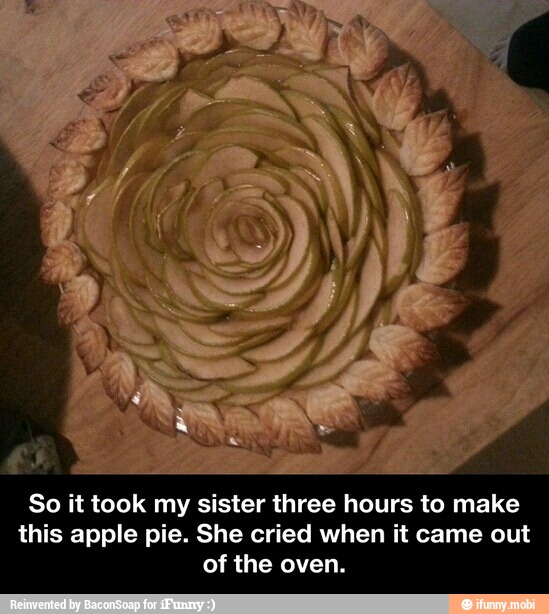 So it took my sister three hours to make
this apple pie. She cried when it came out
of the oven.
Reinvented by BaconSoap for iFunny :)
ifunny.mobi